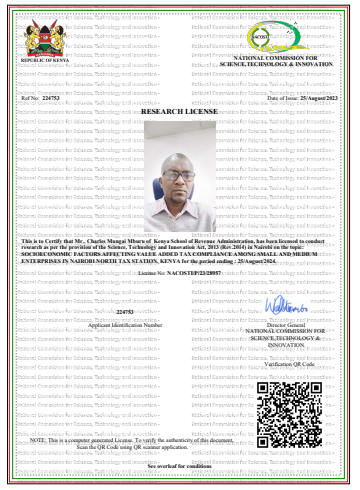 NACOSTI
REPUBLIC OF KENYA
NATIONAL COMMISSION FOR
SCIENCE,TECHNOLOGY & INNOVATION
Ref No: 224753
Date of Issue: 25/August/2023
RESEARCH LICENSE
This is to Certify that Mr.. Charles Mungai Mburu of Kenya School of Revenue Administration, has been licensed to conduct
research as per the provision of the Science, Technology and Innovation Act, 2013 (Rev.2014) in Nairobi on the topic:
SOCIOECONOMIC FACTORS AFFECTING VALUE ADDED TAX COMPLIANCE AMONG SMALL AND MEDIUM
ENTERPRISES IN NAIROBI NORTH TAX STATION, KENYA for the period ending : 25/August/2024.
License No: NACOSTI/P/23/28957
224753
Applicant Identification Number
Director General
NATIONAL COMMISSION FOR
SCIENCE,TECHNOLOGY &
INNOVATION
Verification QR Code
NOTE: This is a computer generated License. To verify the authenticity of this document,
Scan the QR Code using QR scanner application.
See overleaf for conditions